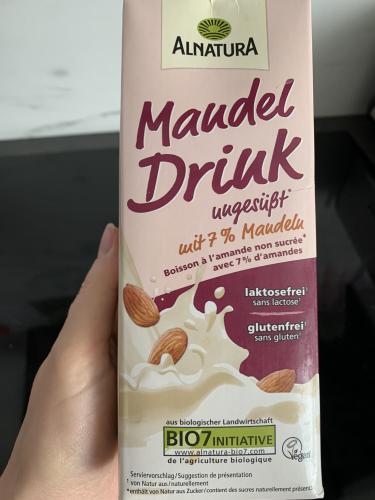 ALNATURA
Mandel
Drink
ungesüßt*
mit 7% Mandeln
Boisson à l'amande non sucrée*
avec 7% d'amandes
laktosefrei¹
sans lactose¹
glutenfrei¹
sans gluten¹
aus biologischer Landwirtschaft
BIO7 INITIATIVE
www.alnatura-bio7.com
de l'agriculture biologique
Vegan
Serviervorschlag/Suggestion de présentation
¹ von Natur aus/naturellement
*enthält von Natur aus Zucker/contient des sucres naturellement présents